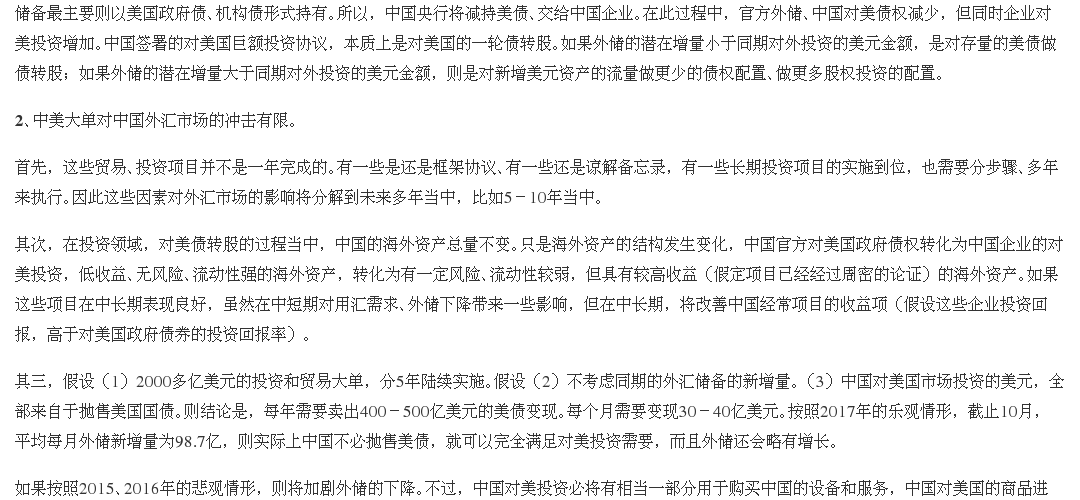 储备最主要则以美国政府债、机构债形式持有。所以，中国央行将减持美债、交给中国企业。在此过程中，官方外储、中国对美债权减少，但同时企业对
美投资增加。中国签署的对美国巨额投资协议，本质上是对美国的一轮债转股。如果外储的潜在增量小于同期对外投资的美元金额，是对存量的美债做
债转股；如果外储的潜在增量大于同期对外投资的美元金额，则是对新增美元资产的流量做更少的债权配置、做更多股权投资的配置。
2、中美大单对中国外汇市场的冲击有限。
首先，这些贸易、投资项目并不是一年完成的。有一些是还是框架协议、有一些还是谅解备忘录，有一些长期投资项目的实施到位，也需要分步骤、多年
来执行。因此这些因素对外汇市场的影响将分解到未来多年当中，比如5－10年当中。
其次，在投资领域，对美债转股的过程当中，中国的海外资产总量不变。只是海外资产的结构发生变化，中国官方对美国政府债权转化为中国企业的对
美投资，低收益、无风险、流动性强的海外资产，转化为有一定风险、流动性较弱，但具有较高收益（假定项目已经经过周密的论证）的海外资产。如果
这些项目在中长期表现良好，虽然在中短期对用汇需求、外储下降带来一些影响，但在中长期，将改善中国经常项目的收益项（假设这些企业投资回
报，高于对美国政府债券的投资回报率）。
其三，假设（1）2000多亿美元的投资和贸易大单，分5年陆续实施。假设（2）不考虑同期的外汇储备的新增量。（3）中国对美国市场投资的美元，全
部来自于抛售美国国债。则结论是，每年需要卖出400－500亿美元的美债变现。每个月需要变现30－40亿美元。按照2017年的乐观情形，截止10月，
平均每月外储新增量为98.7亿，则实际上中国不必抛售美债，就可以完全满足对美投资需要，而且外储还会略有增长。
如果按照2015、2016年的悲观情形，则将加剧外储的下降。不过，中国对美投资必将有相当一部分用于购买中国的设备和服务，中国对美国的商品进